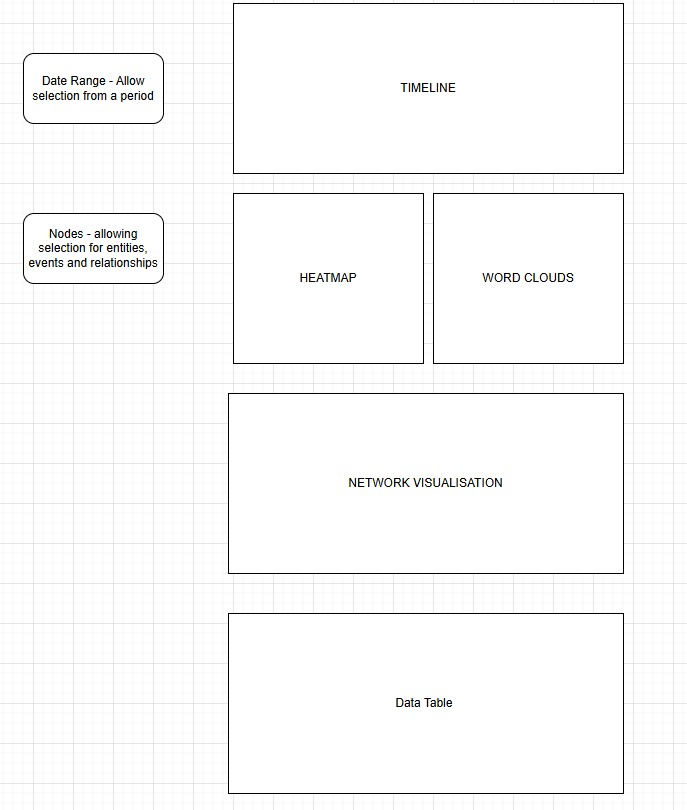 TIMELINE
Date Range - Allow
selection from a period
Nodes - allowing
selection for entities,
events and relationships
HEATMAP
WORD CLOUDS
NETWORK VISUALISATION
Data Table